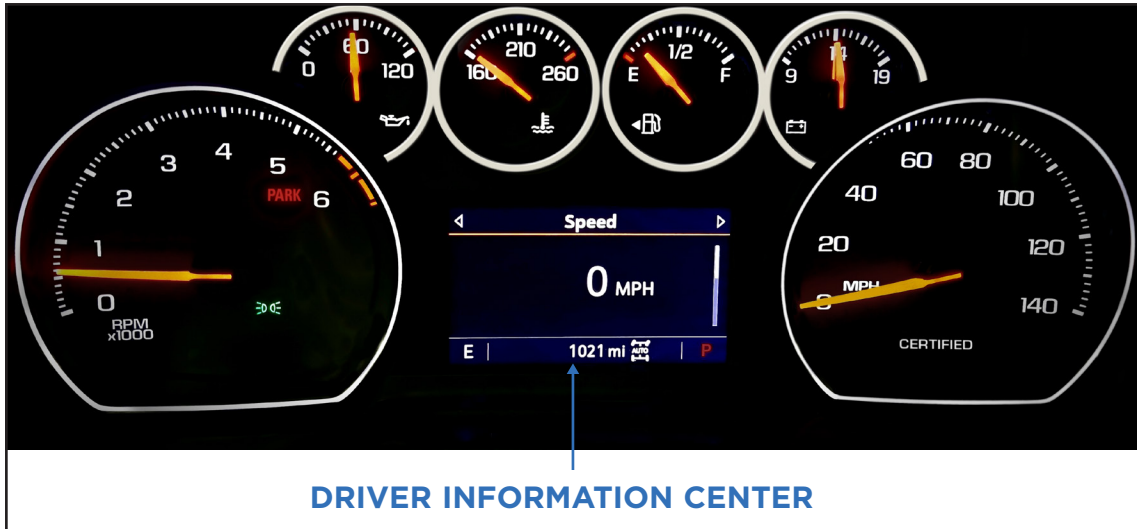 0 60 120
160 210 260
E 1/2 F
9 14 19
0 1 2 3 4 5 6
PARK
RPM
x1000
Speed
0 MPH
E 1021 mi AUTO P
0 20 40 60 80 100 120 140
MPH
CERTIFIED
DRIVER INFORMATION CENTER